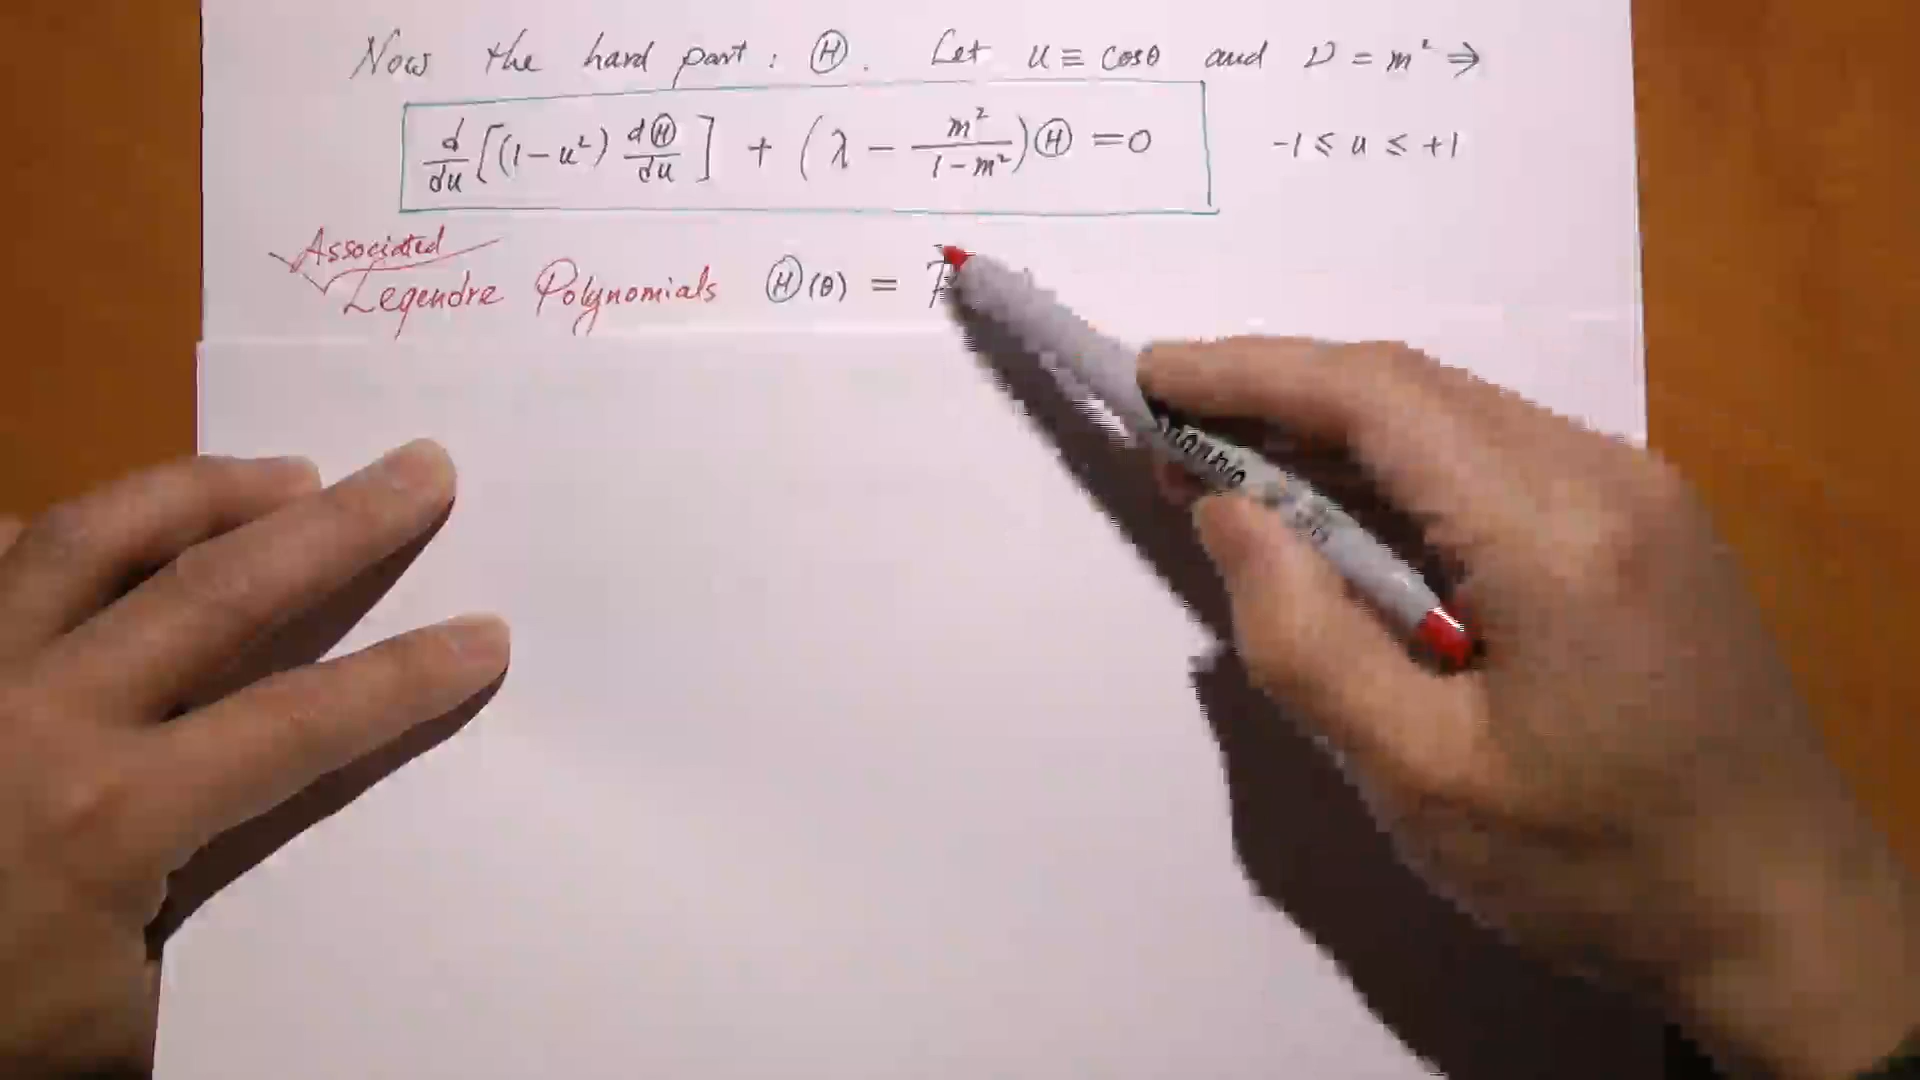 Now the hard part : Ⓗ. Let u ≡ cosθ and ν = m² ⇒
d/du [(1-u²) dⒽ/du] + (λ - m²/(1-m²)) Ⓗ = 0   -1 ≤ u ≤ +1
Associated
Legendre Polynomials Ⓗ(θ) =